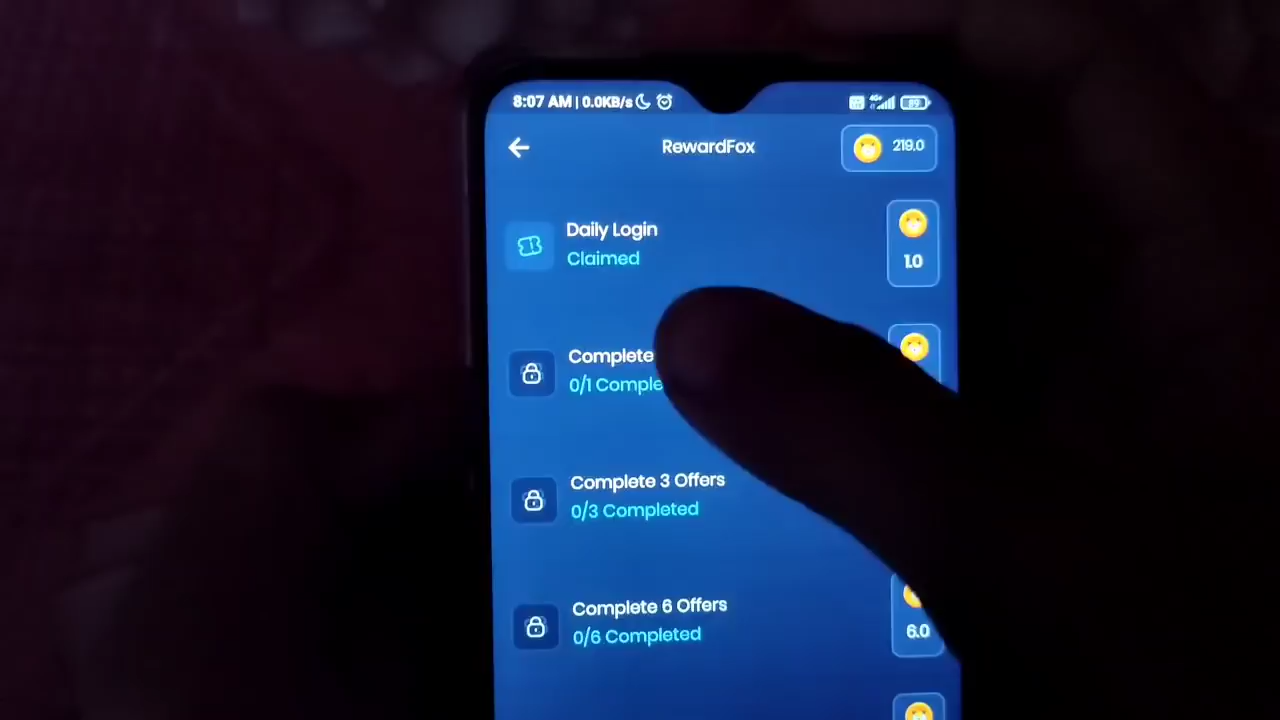 8:07 AM | 0.0KB/s
89
RewardFox
219.0
Daily Login
Claimed
1.0
Complete
0/1 Comple
Complete 3 Offers
0/3 Completed
Complete 6 Offers
0/6 Completed
6.0